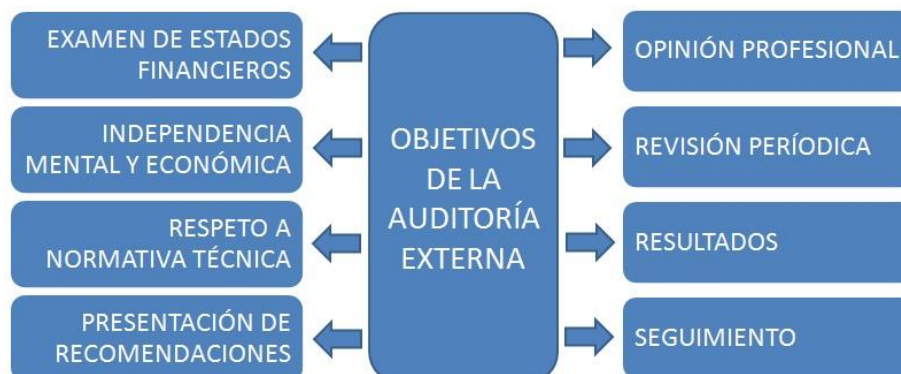 EXAMEN DE ESTADOS
FINANCIEROS
INDEPENDENCIA
MENTAL Y ECONÓMICA
RESPETO A
NORMATIVA TÉCNICA
PRESENTACIÓN DE
RECOMENDACIONES
OBJETIVOS
DE LA
AUDITORÍA
EXTERNA
OPINIÓN PROFESIONAL
REVISIÓN PERÍODICA
RESULTADOS
SEGUIMIENTO